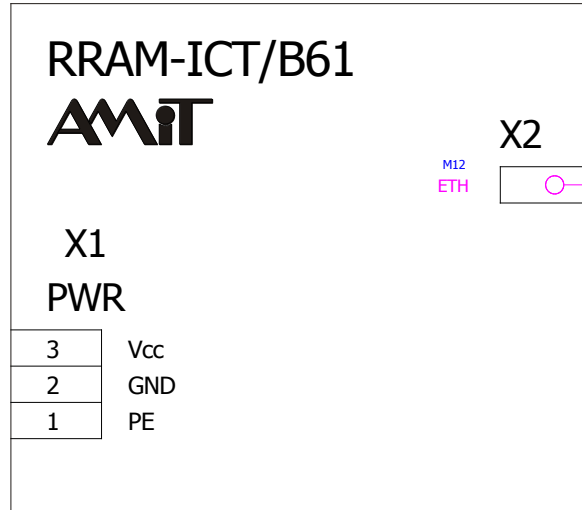 RRAM-ICT/B61
AMiT
X2
M12
ETH
X1
PWR
3 Vcc
2 GND
1 PE